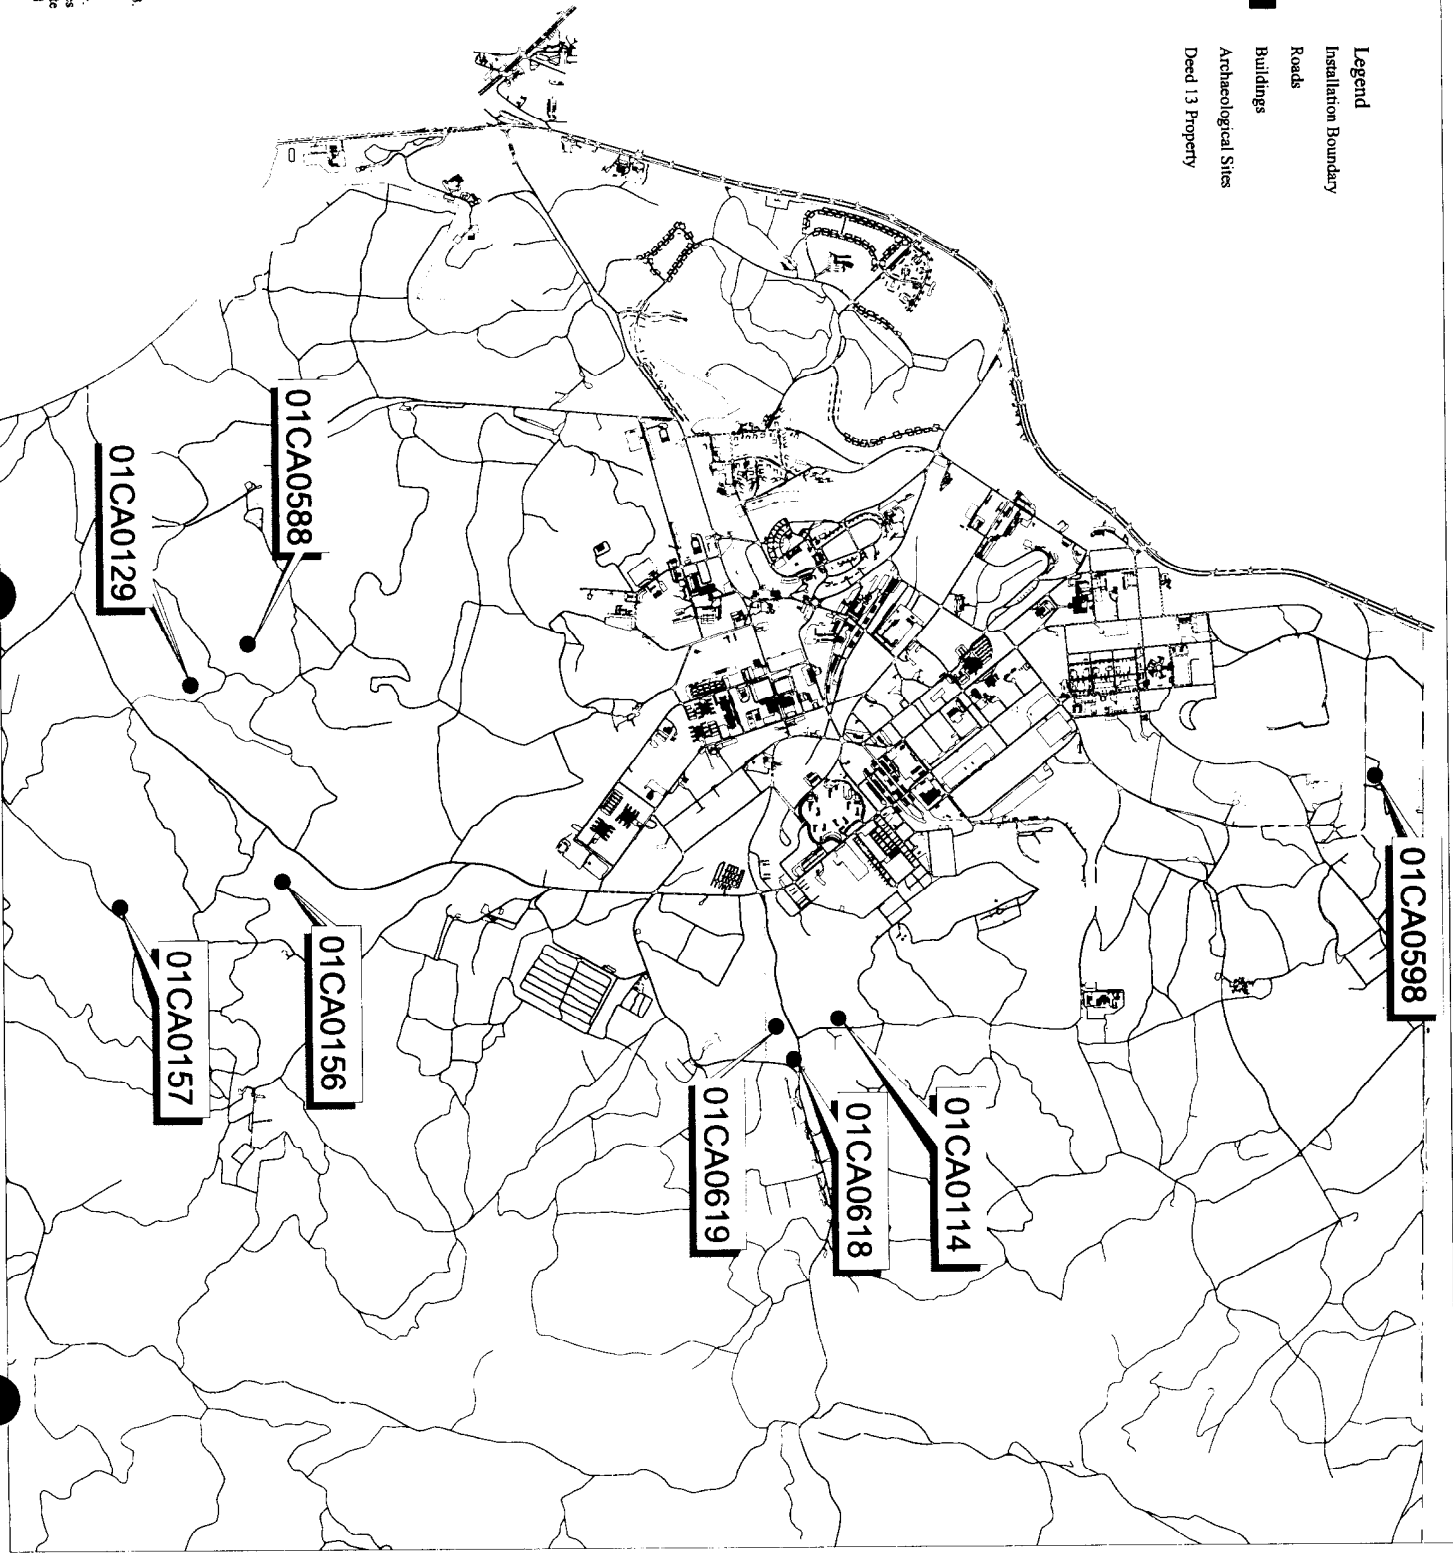 Legend
Installation Boundary
Roads
Buildings
Archaeological Sites
Deed 13 Property
01CA0598
01CA0114
01CA0618
01CA0619
01CA0156
01CA0588
01CA0157
01CA0129